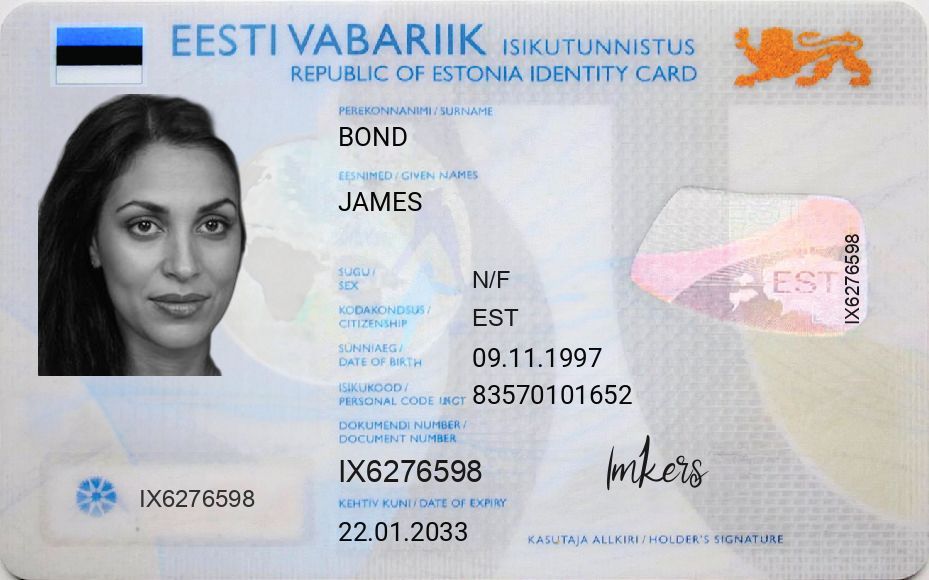 EESTI VABARIIK ISIKUTUNNISTUS
REPUBLIC OF ESTONIA IDENTITY CARD
PEREKONNANIMI / SURNAME
BOND
EESNIMED / GIVEN NAMES
JAMES
SUGU /
SEX
N/F
KODAKONDSUS /
CITIZENSHIP
EST
SÜNNIAEG /
DATE OF BIRTH
09.11.1997
ISIKUKOOD /
PERSONAL CODE
83570101652
DOKUMENDI NUMBER /
DOCUMENT NUMBER
IX6276598
KEHTIV KUNI / DATE OF EXPIRY
22.01.2033
IX6276598
EST
IX6276598
KASUTAJA ALLKIRI / HOLDER'S SIGNATURE